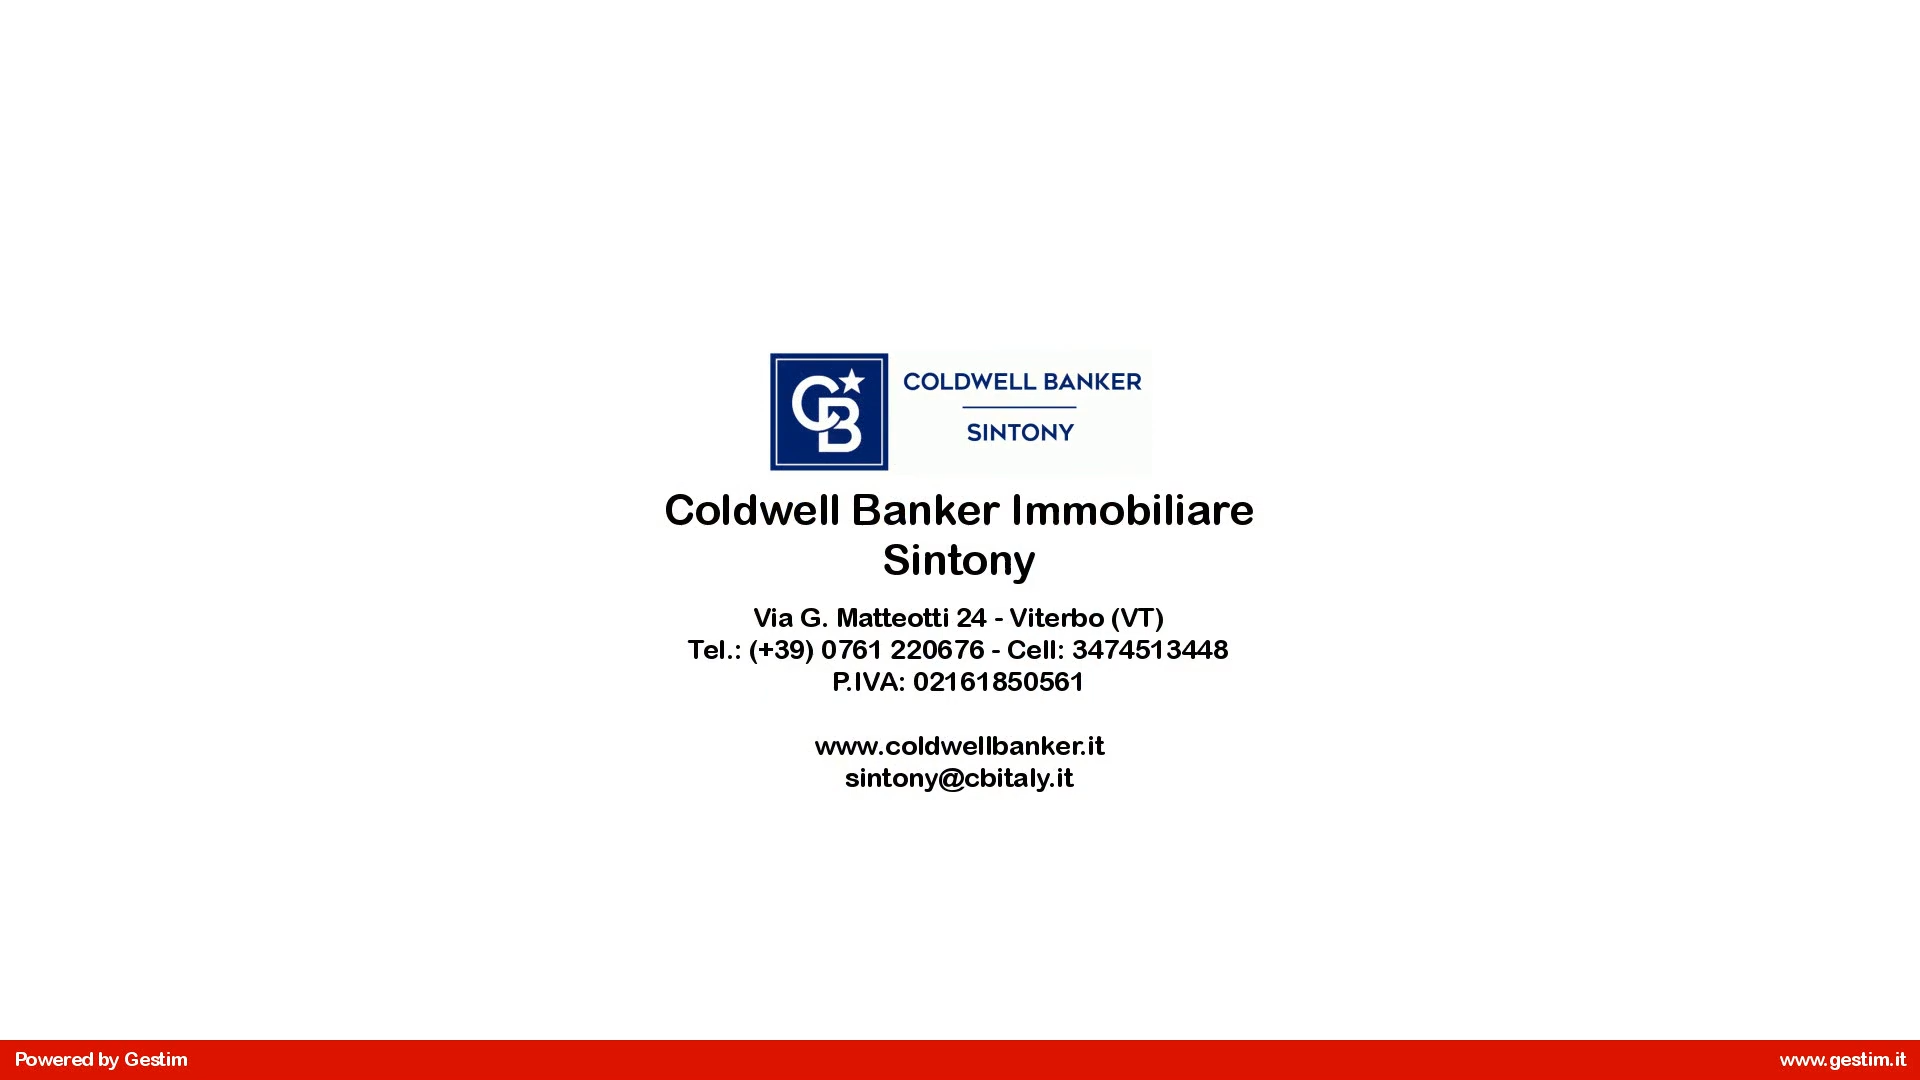 CB
COLDWELL BANKER
SINTONY
Coldwell Banker Immobiliare
Sintony
Via G. Matteotti 24 - Viterbo (VT)
Tel.: (+39) 0761 220676 - Cell: 3474513448
P.IVA: 02161850561
www.coldwellbanker.it
sintony@cbitaly.it
Powered by Gestim
www.gestim.it